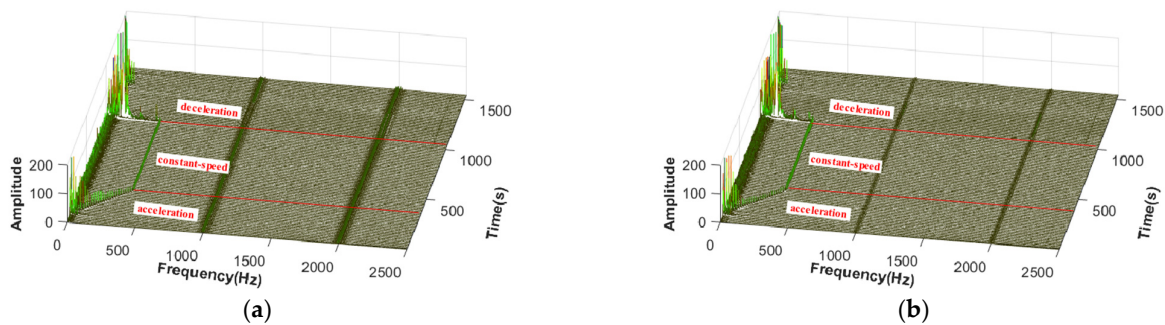 deceleration
1500
1000
constant-speed
200
Amplitude
100
500
Time(s)
0
acceleration
0
500
1000
1500
2000
2500
Frequency(Hz)
(a)
deceleration
1500
1000
constant-speed
200
Amplitude
100
500
Time(s)
0
acceleration
0
500
1000
1500
2000
2500
Frequency(Hz)
(b)